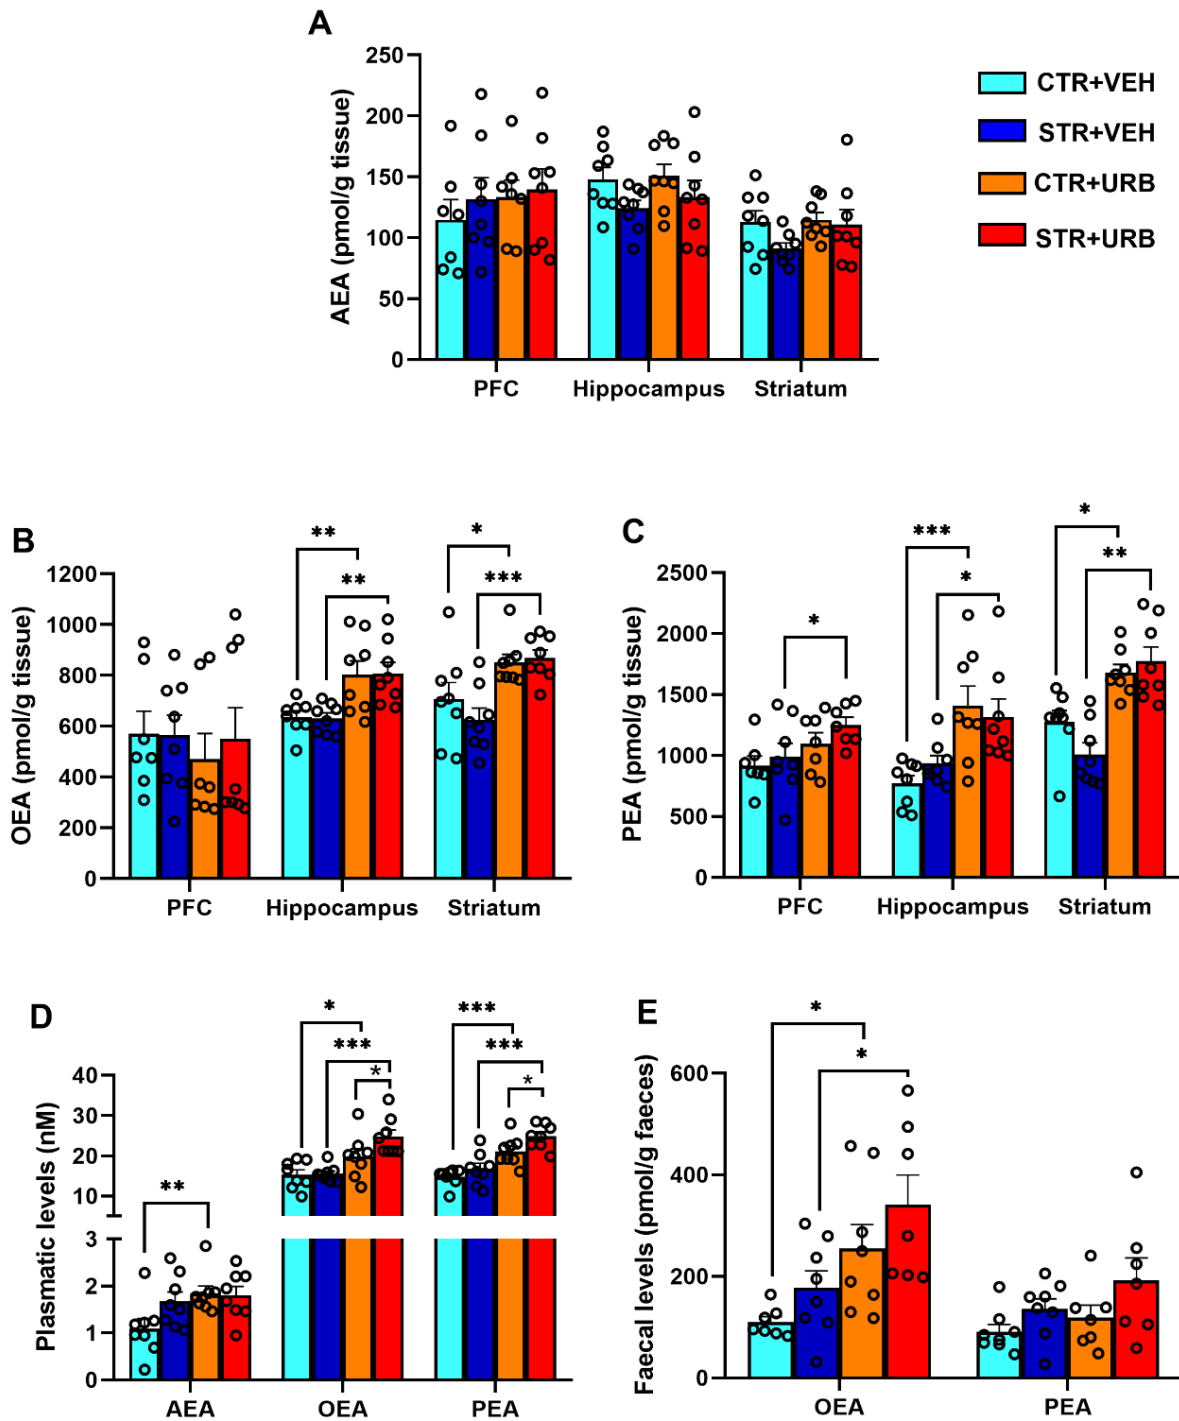 A
AEA (pmol/g tissue)
250
200
150
100
50
0
PFC Hippocampus Striatum
CTR+VEH
STR+VEH
CTR+URB
STR+URB
B
OEA (pmol/g tissue)
1200
1000
800
600
400
200
0
** ** * ***
PFC Hippocampus Striatum
C
PEA (pmol/g tissue)
2500
2000
1500
1000
500
0
* *** * * **
PFC Hippocampus Striatum
D
Plasmatic levels (nM)
40
30
20
10
3
2
1
0
** * *** * *** *** *
AEA OEA PEA
E
Faecal levels (pmol/g faeces)
600
400
200
0
* *
OEA PEA